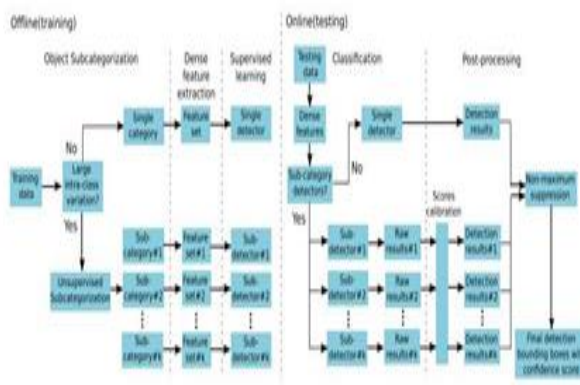 Offline(training)
Object Subcategorization
Dense
feature
extraction
Supervised
learning
Training
data
Large
intra-class
variation?
No
Yes
Single
category
Feature
set
Single
detector
Unsupervised
Subcategorization
Sub-
category#1
Feature
set#1
Sub-
detector#1
Sub-
category#2
Feature
set#2
Sub-
detector#2
Sub-
category#k
Feature
set#k
Sub-
detector#k
Online(testing)
Testing
data
Classification
Post-processing
Dense
features
Sub-category
detectors?
No
Yes
Single
detector
Detection
results
Non-maximum
suppression
Scores
calibration
Sub-
detector#1
Raw
results#1
Detection
results#1
Sub-
detector#2
Raw
results#2
Detection
results#2
Sub-
detector#k
Raw
results#k
Detection
results#k
Final detection
bounding boxes with
confidence score